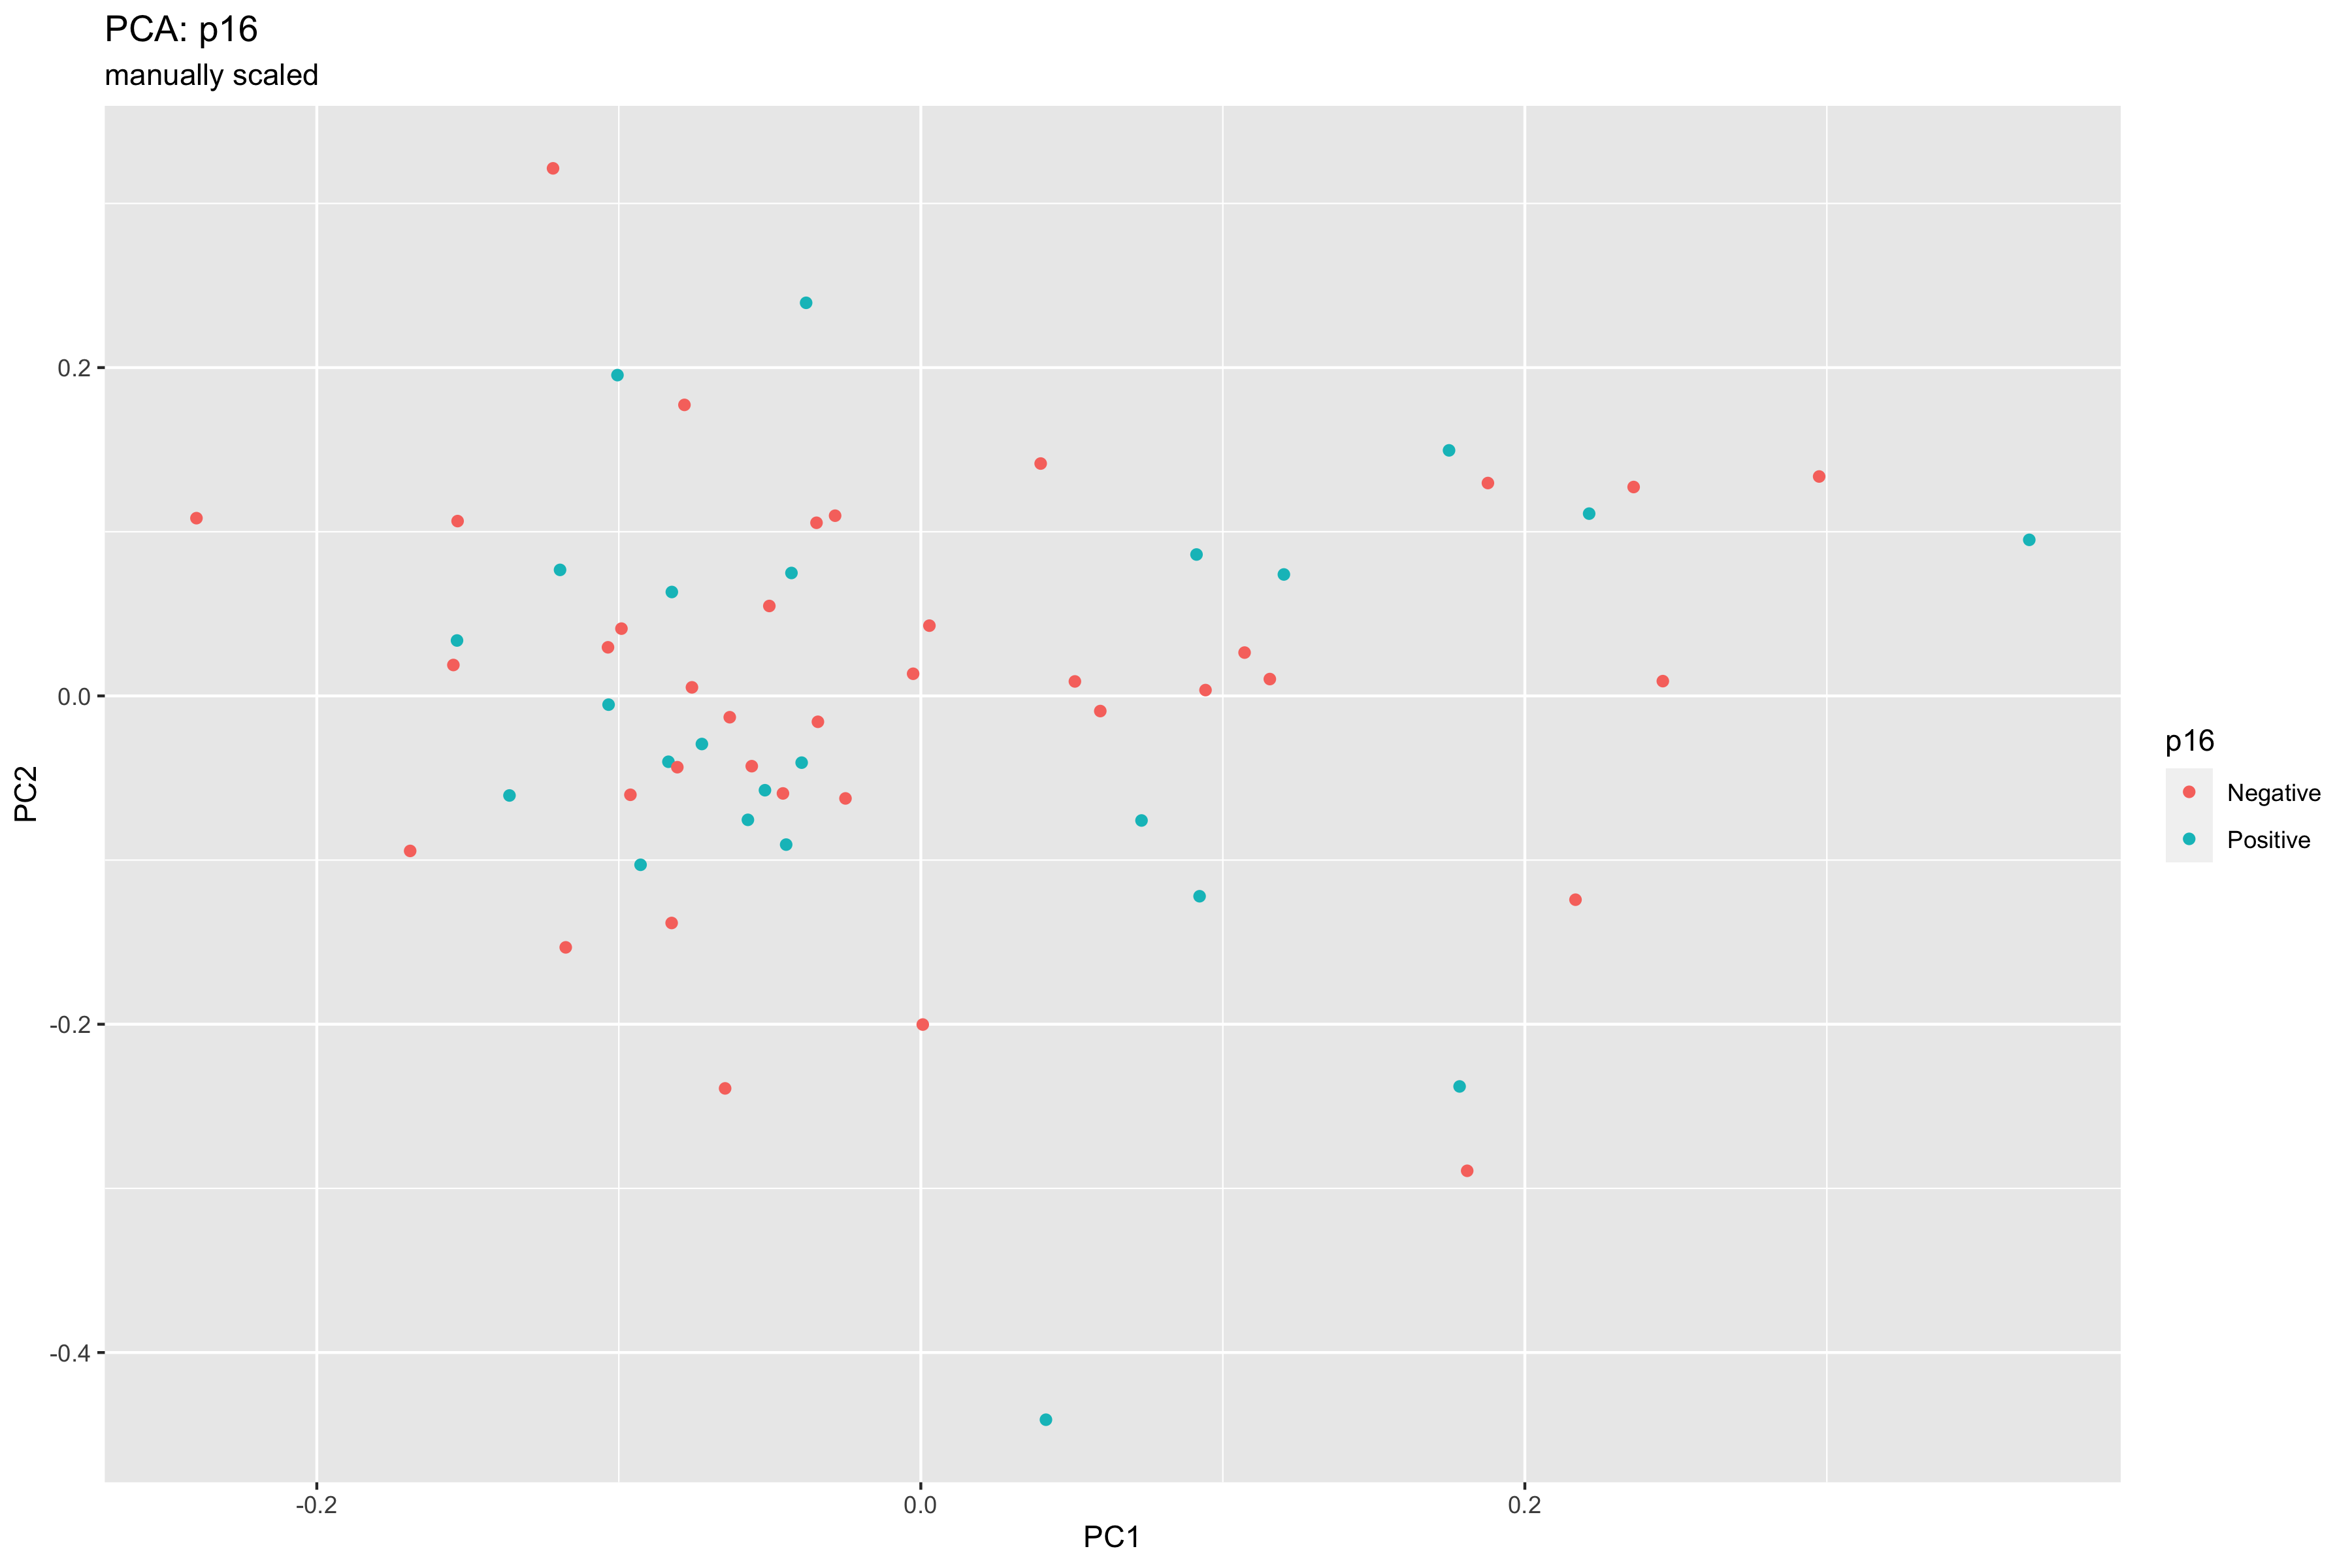 PCA: p16
manually scaled
0.2
0.0
-0.2
-0.4
PC2
-0.2
0.0
0.2
PC1
p16
Negative
Positive